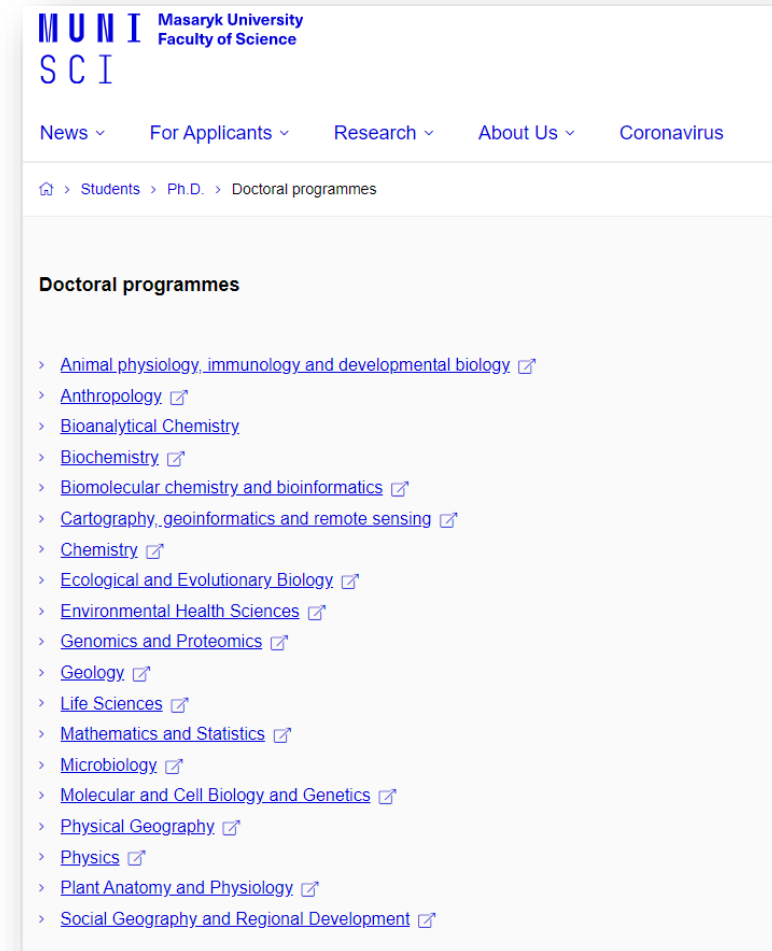 MUNI Masaryk University
Faculty of Science
SCI
News For Applicants Research About Us Coronavirus
Students > Ph.D. > Doctoral programmes
Doctoral programmes
Animal physiology, immunology and developmental biology
Anthropology
Bioanalytical Chemistry
Biochemistry
Biomolecular chemistry and bioinformatics
Cartography, geoinformatics and remote sensing
Chemistry
Ecological and Evolutionary Biology
Environmental Health Sciences
Genomics and Proteomics
Geology
Life Sciences
Mathematics and Statistics
Microbiology
Molecular and Cell Biology and Genetics
Physical Geography
Physics
Plant Anatomy and Physiology
Social Geography and Regional Development